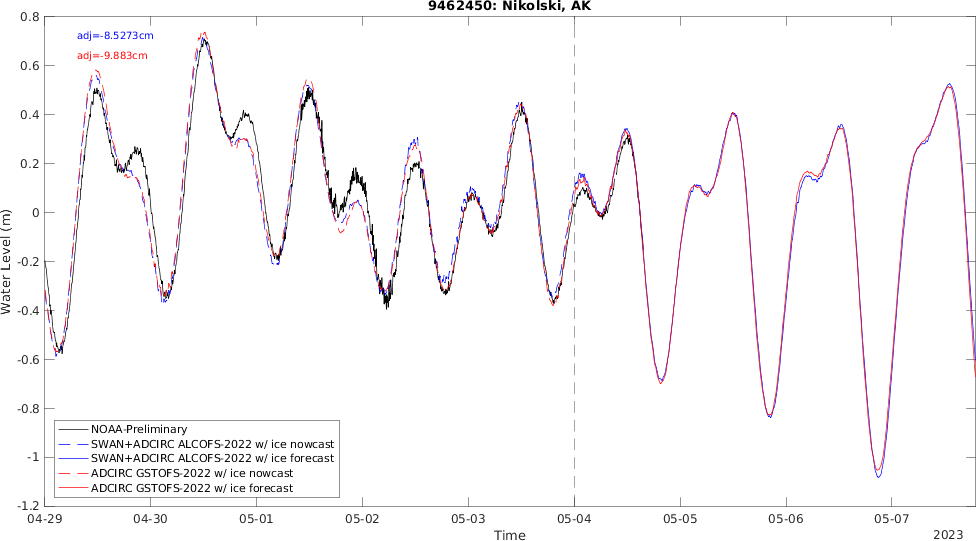 9462450: Nikolski, AK
0.8
adj=-8.5273cm
adj=-9.883cm
0.6
0.4
0.2
0
-0.2
-0.4
-0.6
-0.8
-1
-1.2
Water Level (m)
NOAA-Preliminary
SWAN+ADCIRC ALCOFS-2022 w/ ice nowcast
SWAN+ADCIRC ALCOFS-2022 w/ ice forecast
ADCIRC GSTOFS-2022 w/ ice nowcast
ADCIRC GSTOFS-2022 w/ ice forecast
04-29 04-30 05-01 05-02 05-03 05-04 05-05 05-06 05-07
Time
2023